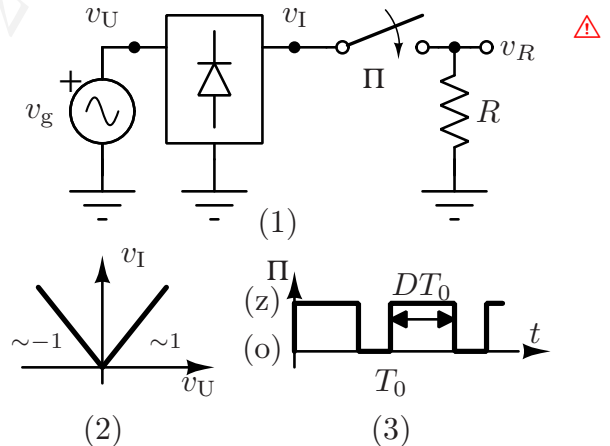 v_U v_I
v_R
Π
+
v_g
R
(1)
v_I
∼−1 ∼1
v_U
(2)
Π
(z)
DT_0
(o)
t
T_0
(3)